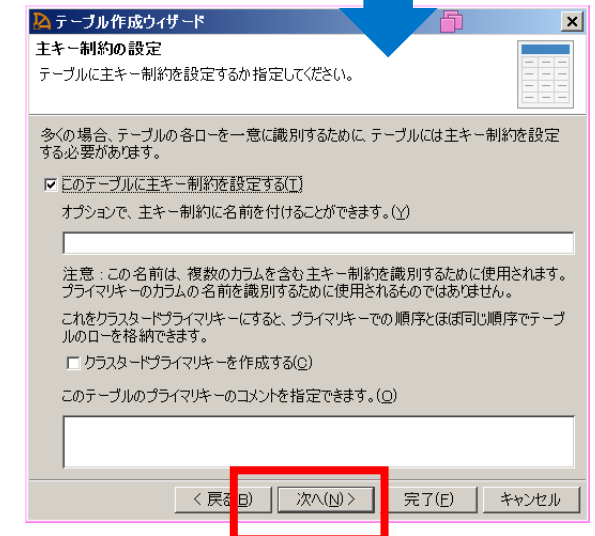 テーブル作成ウィザード
主キー制約の設定
テーブルに主キー制約を設定するか指定してください。
多くの場合、テーブルの各ローを一意に識別するために、テーブルには主キー制約を設定
する必要があります。
このテーブルに主キー制約を設定する(T)
オプションで、主キー制約に名前を付けることができます。(Y)
注意：この名前は、複数のカラムを含む主キー制約を識別するために使用されます。
プライマリキーのカラムの名前を識別するために使用されるものではありません。
これをクラスタードプライマリキーにすると、プライマリキーでの順序とほぼ同じ順序でテーブ
ルのローを格納できます。
クラスタードプライマリキーを作成する(C)
このテーブルのプライマリキーのコメントを指定できます。(O)
< 戻る(B) 次へ(N) > 完了(F) キャンセル